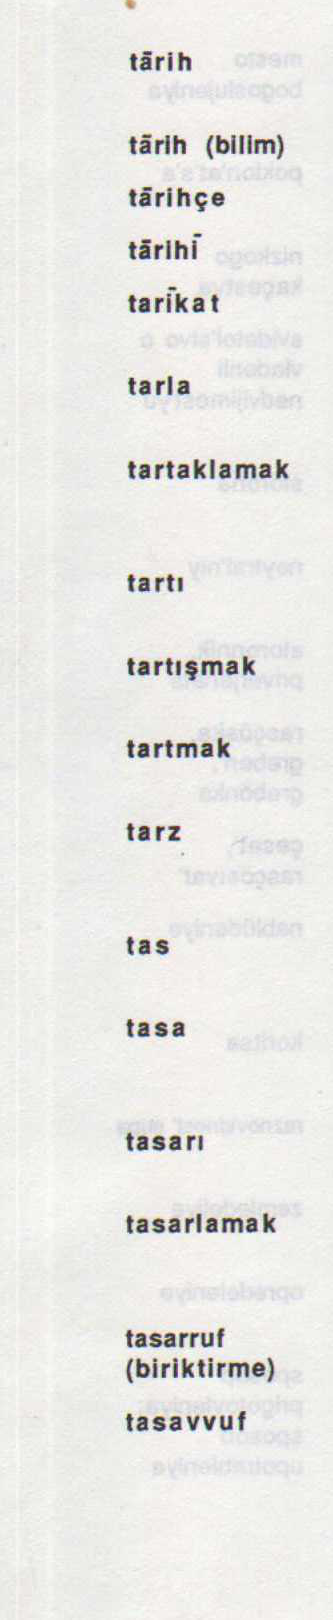 tārih
tārih (bilim)
tārihçe
tārihī
tarīkat
tarla
tartaklamak
tartı
tartışmak
tartmak
tarz
tas
tasa
tasarı
tasarlamak
tasarruf
(biriktirme)
tasavvuf